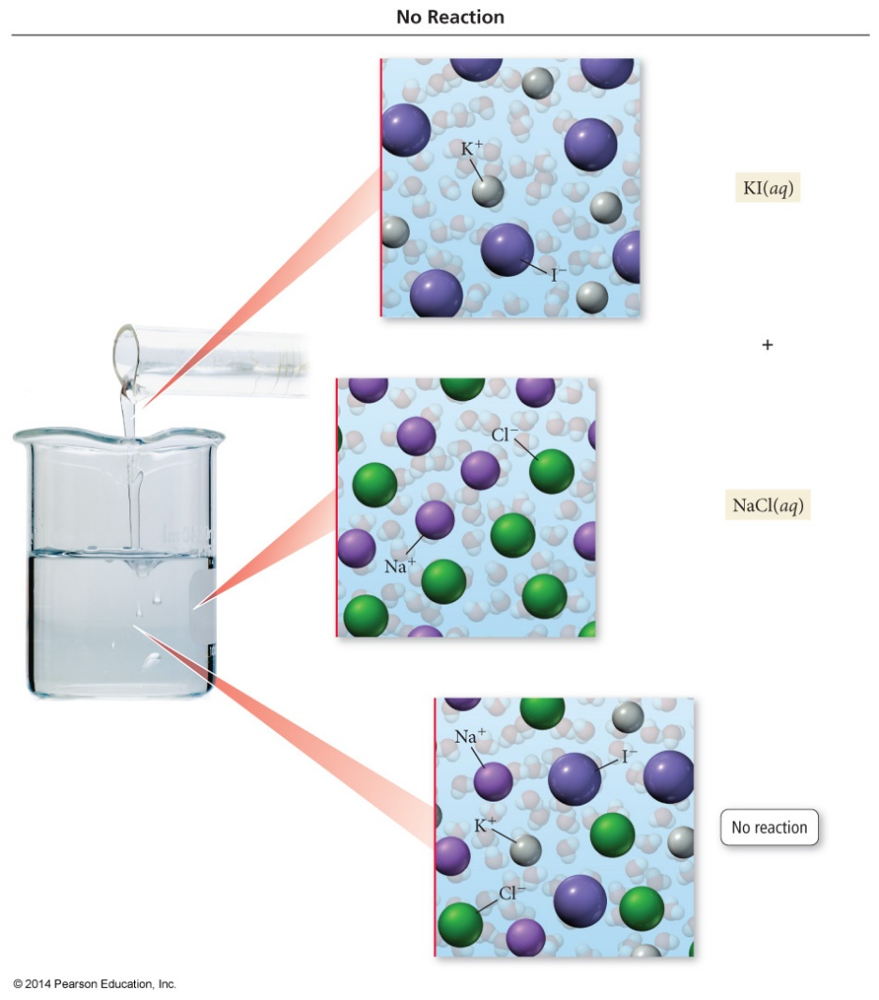 No Reaction
K⁺
I⁻
KI(aq)
+
Cl⁻
Na⁺
NaCl(aq)
Na⁺
I⁻
K⁺
Cl⁻
No reaction
© 2014 Pearson Education, Inc.